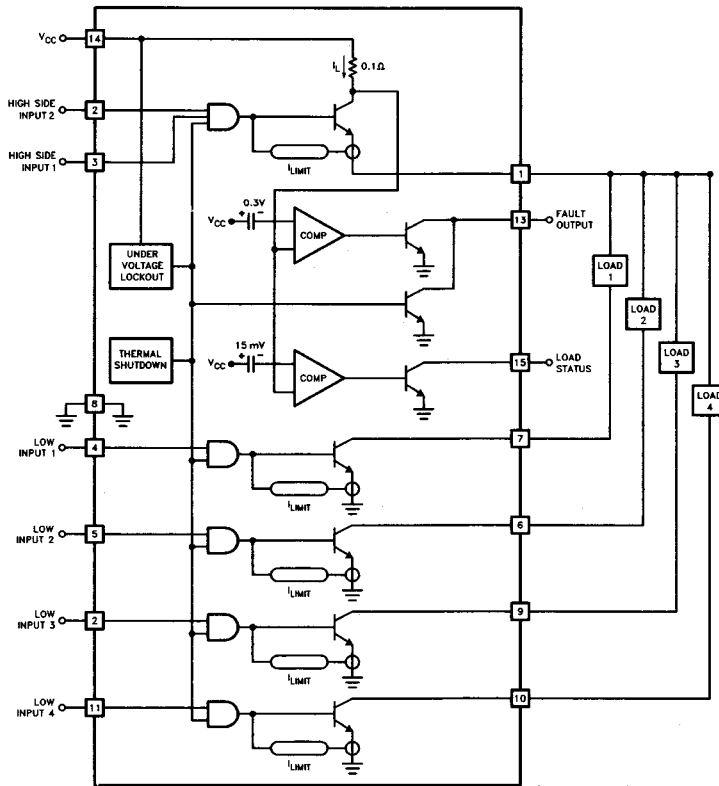 VCC 14
IL 0.1Ω
HIGH SIDE
INPUT 2 2
HIGH SIDE
INPUT 1 3
ILIMIT
1
0.3V
VCC + −
COMP
13 FAULT
OUTPUT
UNDER
VOLTAGE
LOCKOUT
LOAD
1
LOAD
2
LOAD
3
LOAD
4
THERMAL
SHUTDOWN
15 mV
VCC + −
COMP
15 LOAD
STATUS
8
LOW
INPUT 1 4
7
ILIMIT
LOW
INPUT 2 5
6
ILIMIT
LOW
INPUT 3 2
9
ILIMIT
LOW
INPUT 4 11
10
ILIMIT